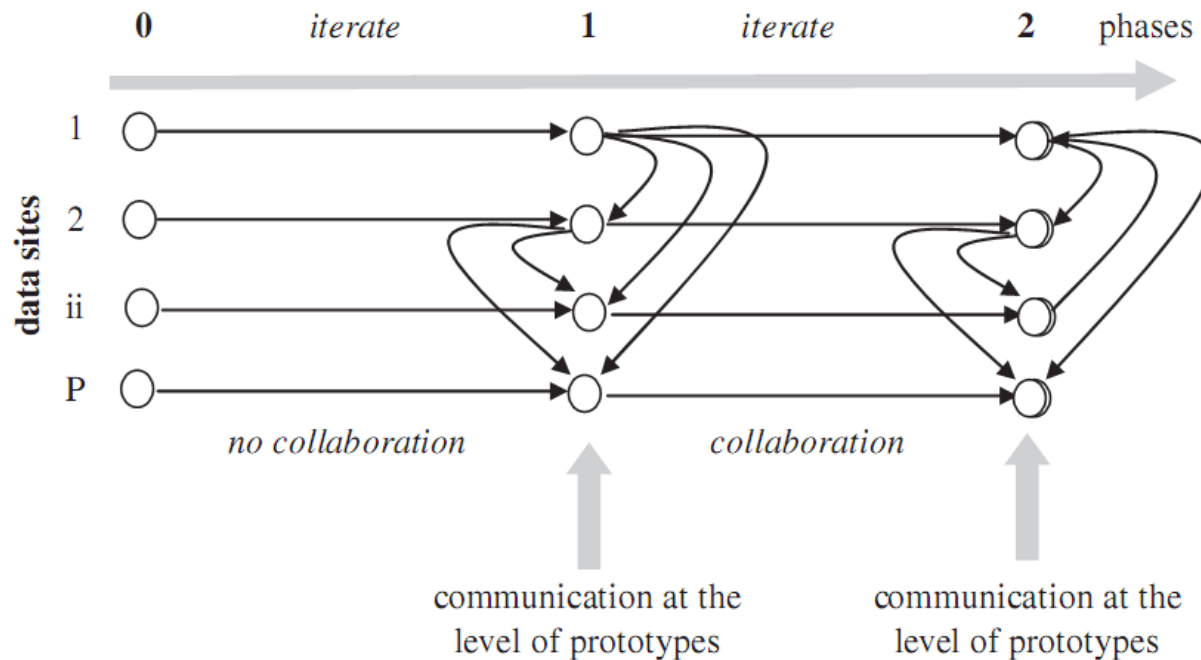 0 iterate 1 iterate 2 phases
data sites
1
2
ii
P
no collaboration collaboration
communication at the communication at the
level of prototypes level of prototypes